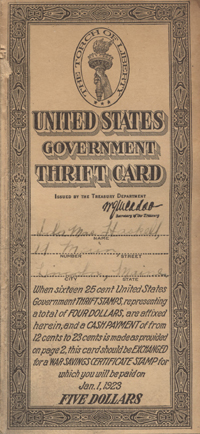 THE TORCH OF LIBERTY
UNITED STATES
GOVERNMENT
THRIFT CARD
ISSUED BY THE TREASURY DEPARTMENT
Secretary of the Treasury
NAME
NUMBER STREET
When sixteen 25 cent United States
Government THRIFT STAMPS, representing
a total of FOUR DOLLARS, are affixed
herein, and a CASH PAYMENT of from
12 cents to 23 cents is made as provided
on page 2, this card should be EXCHANGED
for a WAR-SAVINGS CERTIFICATE STAMP for
which you will be paid on
Jan. 1, 1923
FIVE DOLLARS